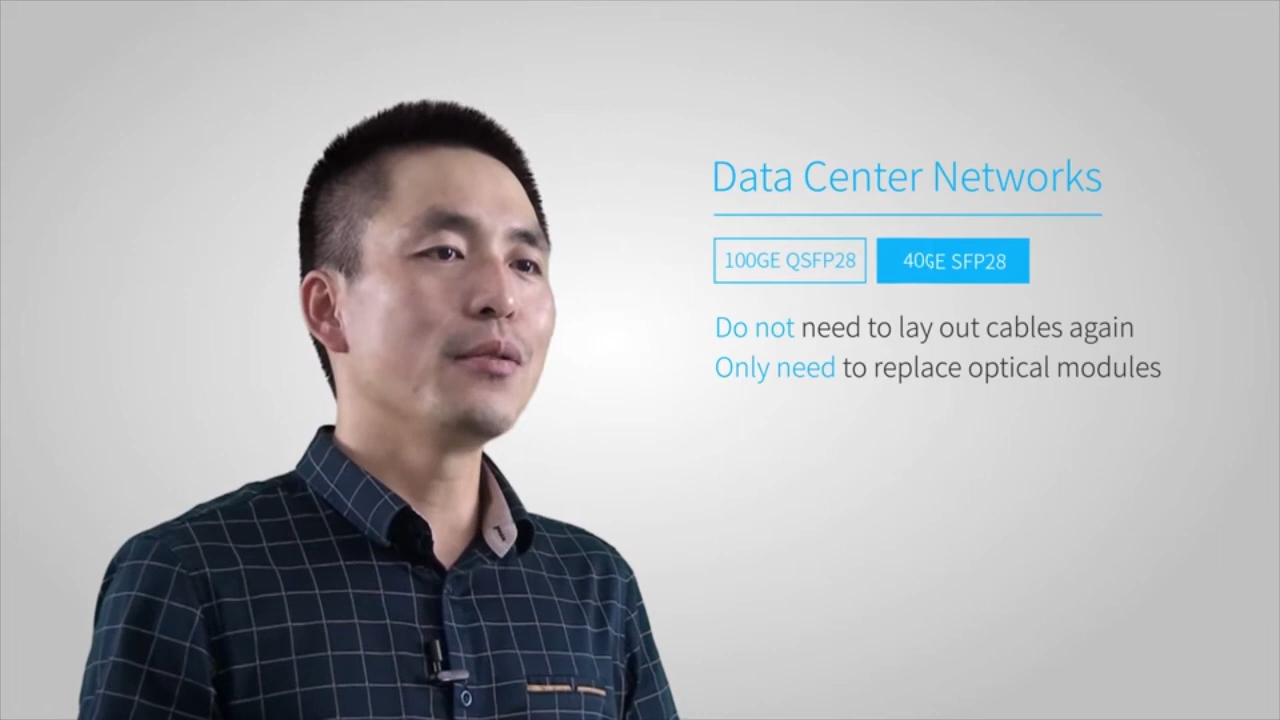 Data Center Networks
100GE QSFP28 40GE SFP28
Do not need to lay out cables again
Only need to replace optical modules